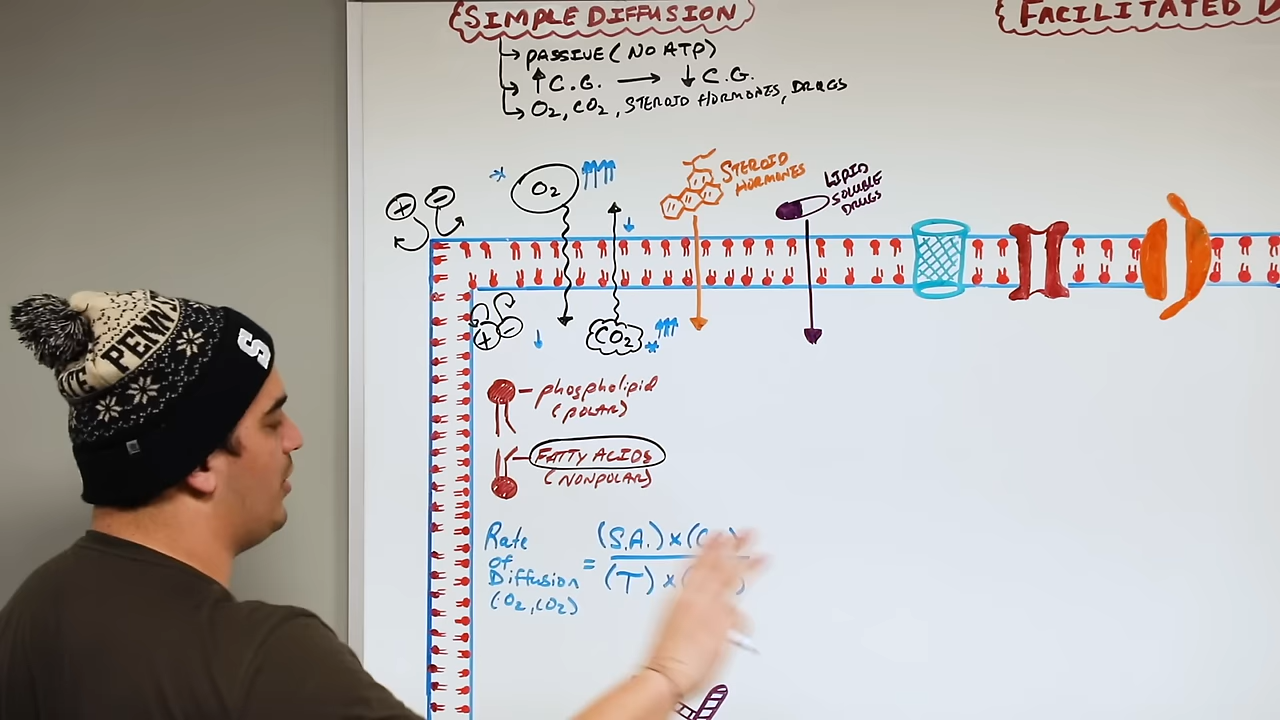 SIMPLE DIFFUSION
FACILITATED D
PASSIVE (NO ATP)
↑ C.G. → ↓ C.G.
O2, CO2, STEROID HORMONES, DRUGS
* O2 ↑↑↑
STEROID
HORMONES
LIPID
SOLUBLE
DRUGS
+ -
↓
+ -
↓
CO2 * ↑↑↑
phospholipid
(POLAR)
FATTY ACIDS
(NONPOLAR)
Rate
of
Diffusion
(O2, CO2)
= (S.A.) x (C
(T) x
PENN
S